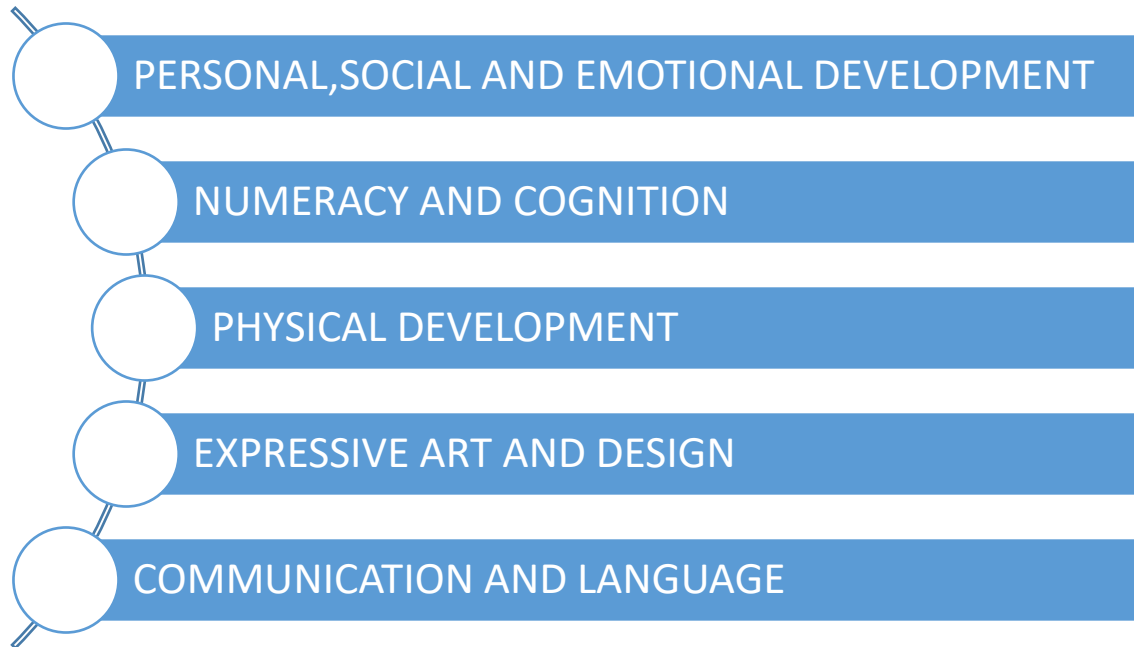 PERSONAL,SOCIAL AND EMOTIONAL DEVELOPMENT
NUMERACY AND COGNITION
PHYSICAL DEVELOPMENT
EXPRESSIVE ART AND DESIGN
COMMUNICATION AND LANGUAGE